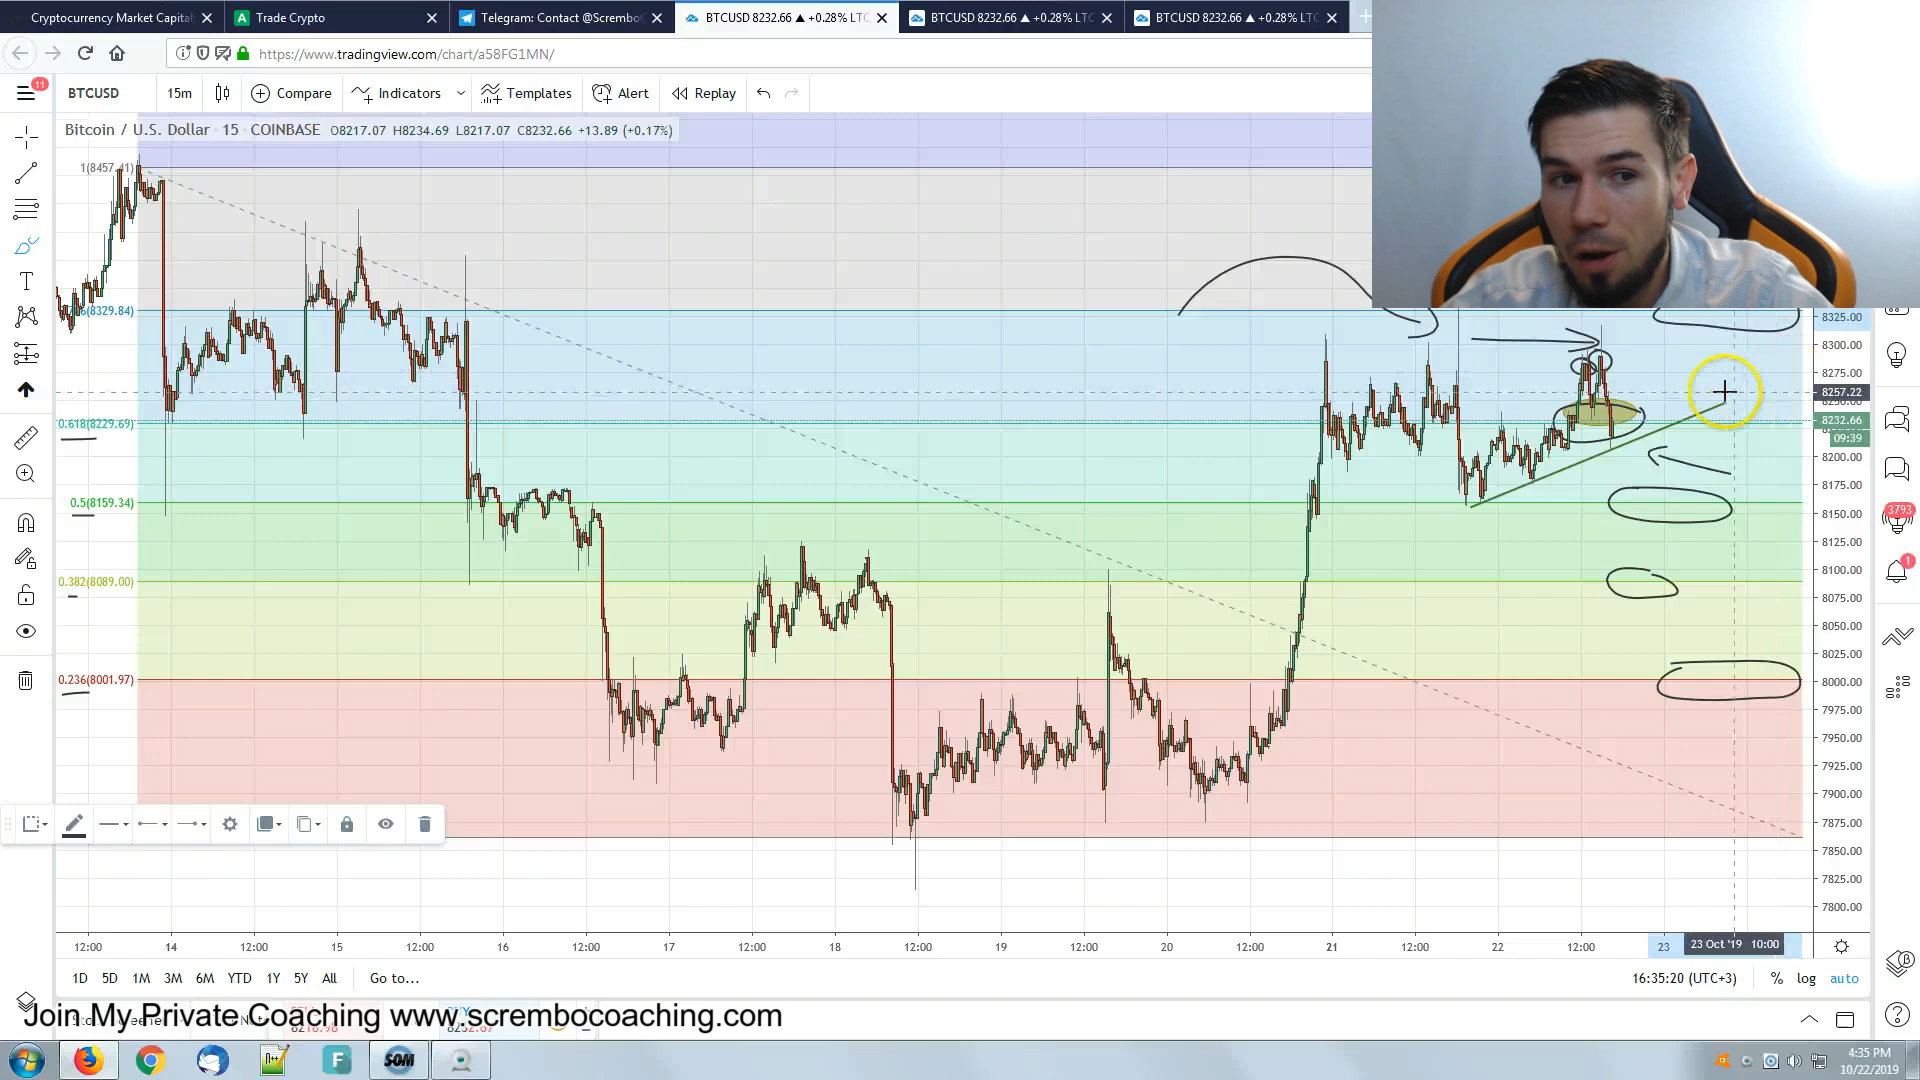 Cryptocurrency Market Capital
Trade Crypto
Telegram: Contact @Scrembo
BTCUSD 8232.66 ▲ +0.28% LTC
BTCUSD 8232.66 ▲ +0.28% LTC
BTCUSD 8232.66 ▲ +0.28% LTC
https://www.tradingview.com/chart/a58FG1MN/
11
BTCUSD
15m
Compare
Indicators
Templates
Alert
Replay
Bitcoin / U.S. Dollar · 15 · COINBASE O8217.07 H8234.69 L8217.07 C8232.66 +13.89 (+0.17%)
1(8457.41)
(8329.84)
0.618(8229.69)
0.5(8159.34)
0.382(8089.00)
0.236(8001.97)
8325.00
8300.00
8275.00
8257.22
8232.66
09:39
8200.00
8175.00
8150.00
8125.00
8100.00
8075.00
8050.00
8025.00
8000.00
7975.00
7950.00
7925.00
7900.00
7875.00
7850.00
7825.00
7800.00
3793
1
12:00 14 12:00 15 12:00 16 12:00 17 12:00 18 12:00 19 12:00 20 12:00 21 12:00 22 12:00 23 23 Oct '19 10:00
1D 5D 1M 3M 6M YTD 1Y 5Y All Go to...
16:35:20 (UTC+3) % log auto
Join My Private Coaching www.scrembocoaching.com
SOM
4:35 PM
10/22/2019